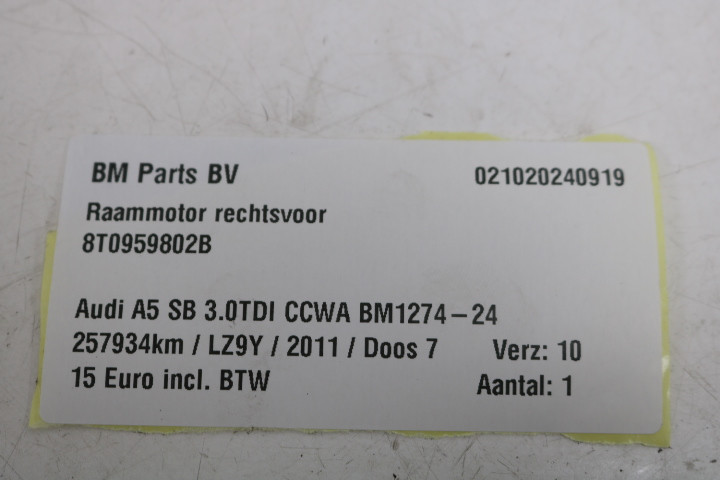 BM Parts BV 021020240919
Raammotor rechtsvoor
8T0959802B
Audi A5 SB 3.0TDI CCWA BM1274-24
257934km / LZ9Y / 2011 / Doos 7 Verz: 10
15 Euro incl. BTW Aantal: 1